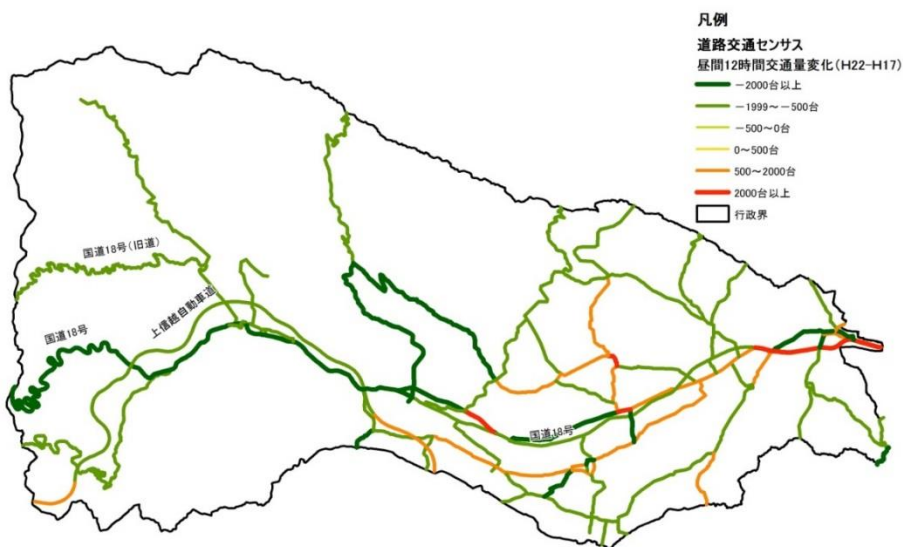 凡例
道路交通センサス
昼間12時間交通量変化(H22-H17)
-2000台以上
-1999~-500台
-500~0台
0~500台
500~2000台
2000台以上
行政界
国道18号(旧道)
上信越自動車道
国道18号
国道18号